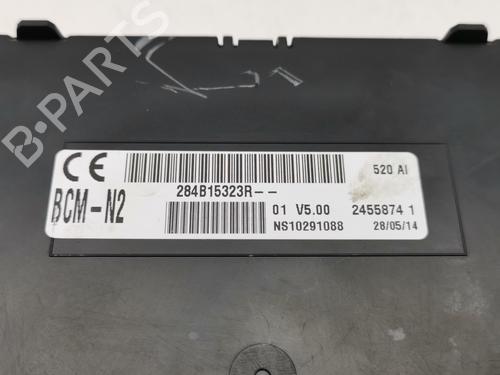 B-PARTS
CE
520 AI
284B15323R--
BCM-N2
01 V5.00 2455874 1
NS10291088 28/05/14